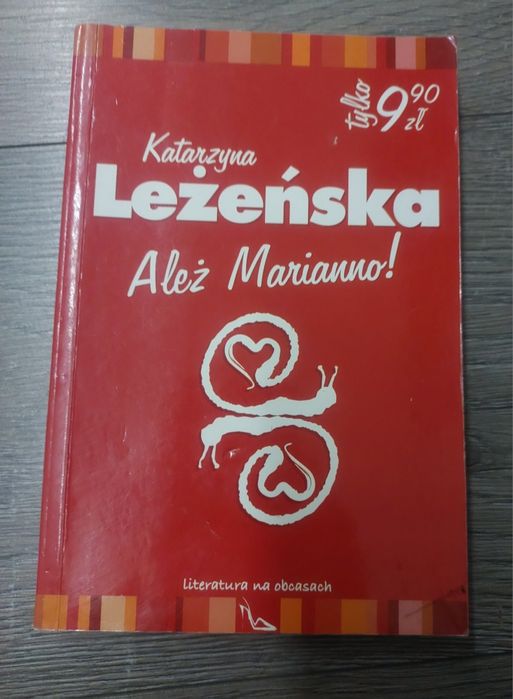 tylko 9 90 zł
Katarzyna
Leżeńska
Ależ Marianno!
literatura na obcasach